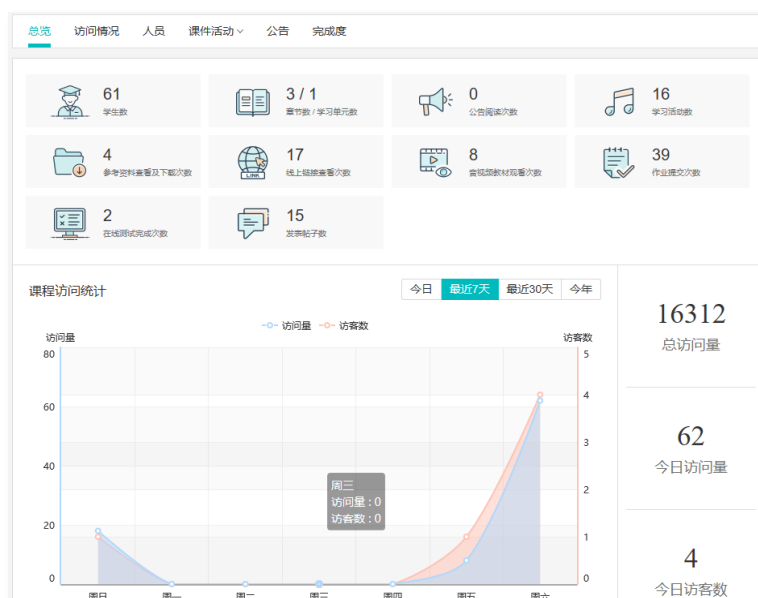 总览 访问情况 人员 课件活动 公告 完成度
61 3 / 1 0 16
学生数 章节数 / 学习单元数 公告阅读次数 学习活动数
4 17 8 39
参考资料查看及下载次数 线上链接查看次数 音视频教材观看次数 作业提交次数
LINK
2 15
在线测试完成次数 发表帖子数
课程访问统计 今日 最近7天 最近30天 今年
16312
总访问量
访问量 访客数
访问量 访客数
80 5
60 4
3
62
今日访问量
40
2
周三
访问量 : 0
访客数 : 0
20 1
0 0
4
今日访客数
周日 周一 周二 周三 周四 周五 周六